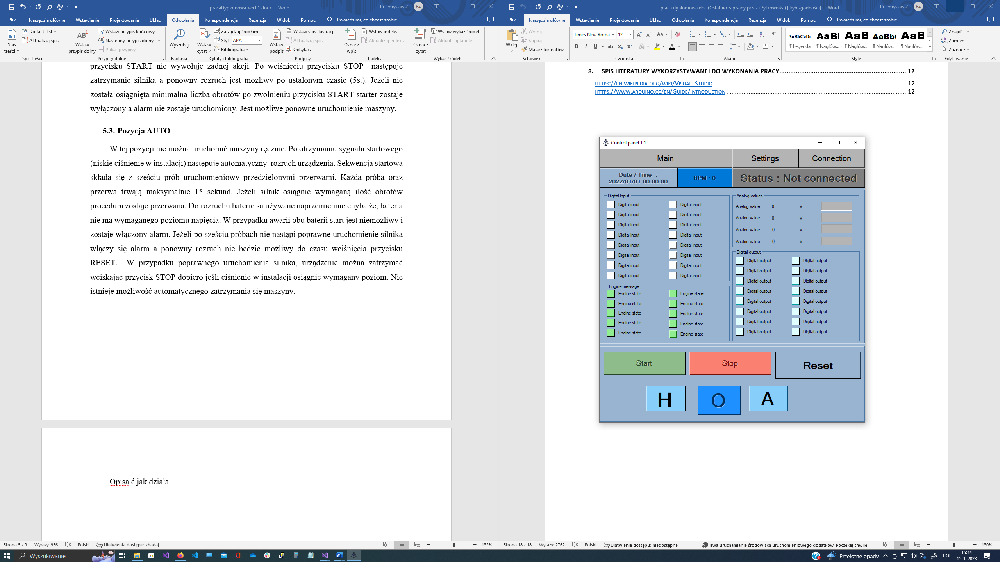 pracaDyplomowa_ver1.1.docx - Word
Przemysław Z. PZ
Plik Narzędzia główne Wstawianie Projektowanie Układ Odwołania Korespondencja Recenzja Widok Pomoc Powiedz mi, co chcesz zrobić
Spis treści
Dodaj tekst
Aktualizuj spis
Spis treści
AB1
Wstaw przypis dolny
Wstaw przypis końcowy
Następny przypis dolny
Pokaż przypisy
Przypisy dolne
Wyszukaj
Badania
Wstaw cytat
Zarządzaj źródłami
Styl: APA
Bibliografia
Cytaty i bibliografia
Wstaw podpis
Wstaw spis ilustracji
Aktualizuj spis
Odsyłacz
Podpisy
Oznacz wpis
Wstaw indeks
Aktualizuj indeks
Indeks
Oznacz cytat
Wstaw wykaz źródeł
Aktualizuj tabelę
Wykaz źródeł
przycisku START nie wywołuje żadnej akcji. Po wciśnięciu przycisku STOP  następuje
zatrzymanie silnika a ponowny rozruch jest możliwy po ustalonym czasie (5s.). Jeżeli nie
została osiągnięta minimalna liczba obrotów po zwolnieniu przycisku START starter zostaje
wyłączony a alarm nie zostaje uruchomiony. Jest możliwe ponowne uruchomienie maszyny.
5.3. Pozycja AUTO
W tej pozycji nie można uruchomić maszyny ręcznie. Po otrzymaniu sygnału startowego
(niskie ciśnienie w instalacji) następuje automatyczny  rozruch urządzenia. Sekwencja startowa
składa się z sześciu prób uruchomieniowy przedzielonymi przerwami. Każda próba oraz
przerwa trwają maksymalnie 15 sekund. Jeżeli silnik osiągnie wymaganą ilość obrotów
procedura zostaje przerwana. Do rozruchu baterie są używane naprzemiennie chyba że, bateria
nie ma wymaganego poziomu napięcia. W przypadku awarii obu baterii start jest niemożliwy i
zostaje włączony alarm. Jeżeli po sześciu próbach nie nastąpi poprawne uruchomienie silnika
włączy się alarm a ponowny rozruch nie będzie możliwy do czasu wciśnięcia przycisku
RESET.  W przypadku poprawnego uruchomienia silnika, urządzenie można zatrzymać
wciskając przycisk STOP dopiero jeśli ciśnienie w instalacji osiągnie wymagany poziom. Nie
istnieje możliwość automatycznego zatrzymania się maszyny.
Opisa ć jak działa
Strona 5 z 9 Wyrazy: 956 Polski Ułatwienia dostępu: zbadaj 132%
praca dyplomowa.doc (Ostatnio zapisany przez użytkownika) [Tryb zgodności] - Word
Przemysław Z. PZ
Plik Narzędzia główne Wstawianie Projektowanie Układ Odwołania Korespondencja Recenzja Widok Pomoc Powiedz mi, co chcesz zrobić
Wklej
Wytnij
Kopiuj
Malarz formatów
Schowek
Times New Roma 12
Czcionka
Akapit
AaBbCcDd AaBl AaB AaBb( AaB
¶ Legenda ¶ Nagłów... ¶ Nagłów... ¶ Nagłów... ¶ Nagłów...
Style
Znajdź
Zamień
Zaznacz
Edytowanie
8. SPIS LITERATURY WYKORZYSTYWANEJ DO WYKONANIA PRACY 12
HTTPS://EN.WIKIPEDIA.ORG/WIKI/VISUAL_STUDIO 12
HTTPS://WWW.ARDUINO.CC/EN/GUIDE/INTRODUCTION 12
Control panel 1.1
Main Settings Connection
Date / Time :
2022/01/01 00:00:00
RPM : 0
Status : Not connected
Digital input
Digital input Digital input
Digital input Digital input
Digital input Digital input
Digital input Digital input
Digital input Digital input
Digital input Digital input
Digital input Digital input
Digital input Digital input
Engine message
Engine state Engine state
Engine state Engine state
Engine state Engine state
Engine state Engine state
Engine state Engine state
Analog values
Analog value 0 V
Analog value 0 V
Analog value 0 V
Analog value 0 V
Digital output
Digital output Digital output
Digital output Digital output
Digital output Digital output
Digital output Digital output
Digital output Digital output
Digital output Digital output
Digital output Digital output
Digital output Digital output
Start Stop Reset
H O A
Strona 18 z 18 Wyrazy: 2762 Polski Ułatwienia dostępu: niedostępne Trwa uruchamianie środowiska uruchomieniowego dodatków. Poczekaj chwilę... 130%
Wyszukiwanie
Przelotne opady
POL
15:44
15-1-2023